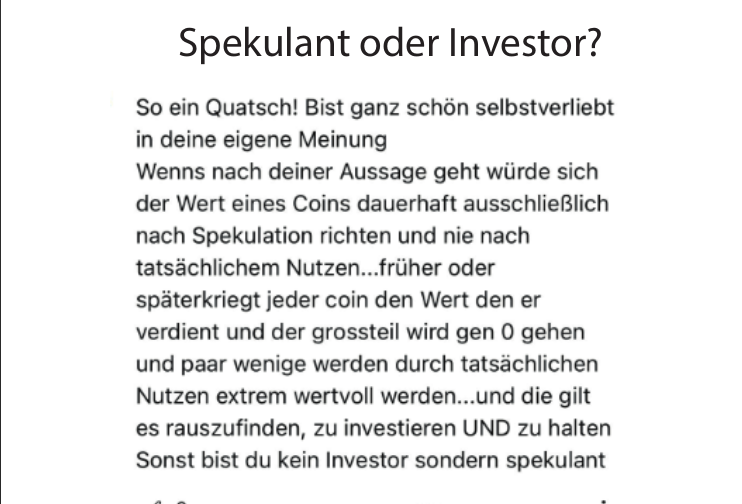 Spekulant oder Investor?
So ein Quatsch! Bist ganz schön selbstverliebt
in deine eigene Meinung
Wenns nach deiner Aussage geht würde sich
der Wert eines Coins dauerhaft ausschließlich
nach Spekulation richten und nie nach
tatsächlichem Nutzen...früher oder
späterkriegt jeder coin den Wert den er
verdient und der grossteil wird gen 0 gehen
und paar wenige werden durch tatsächlichen
Nutzen extrem wertvoll werden...und die gilt
es rauszufinden, zu investieren UND zu halten
Sonst bist du kein Investor sondern spekulant